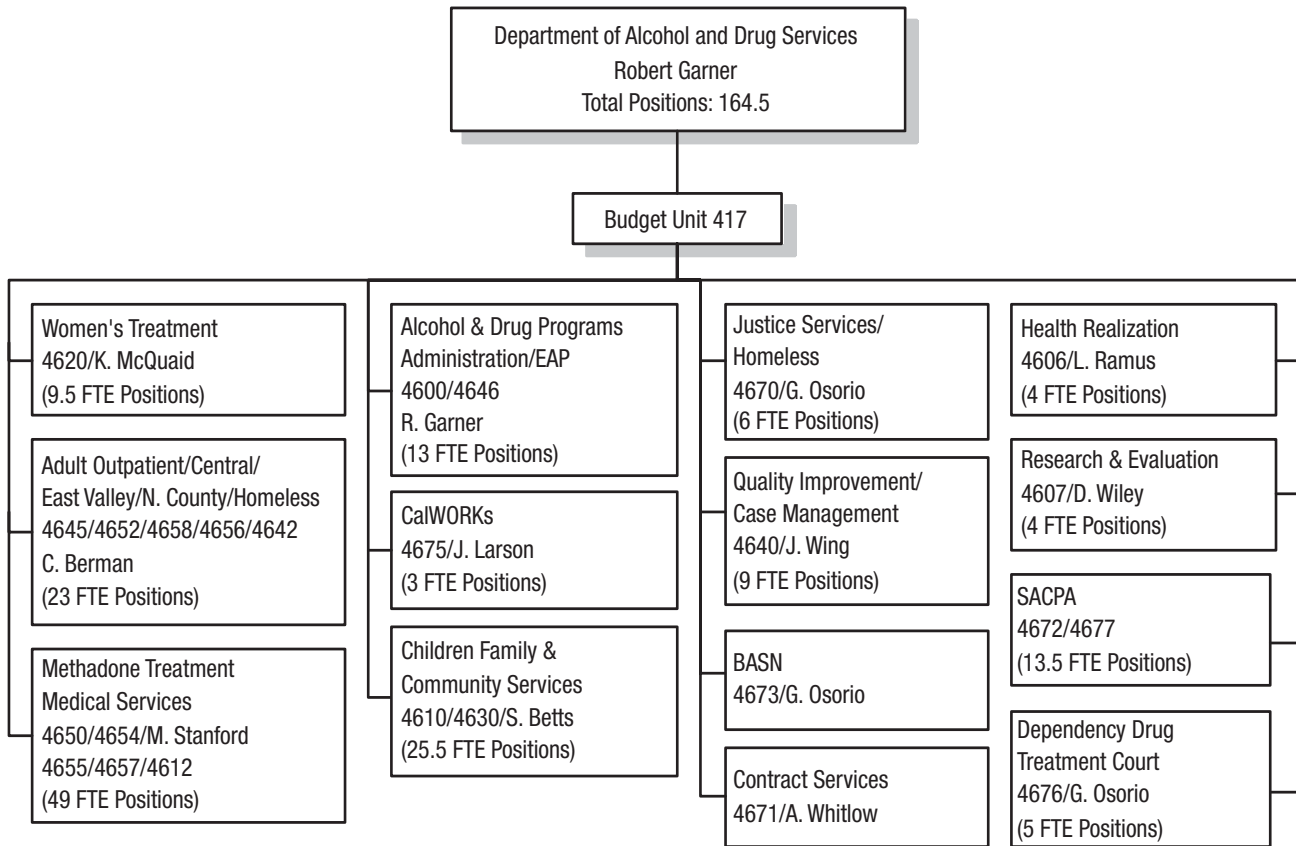 Department of Alcohol and Drug Services
Robert Garner
Total Positions: 164.5
Budget Unit 417
Women's Treatment
4620/K. McQuaid
(9.5 FTE Positions)
Adult Outpatient/Central/
East Valley/N. County/Homeless
4645/4652/4658/4656/4642
C. Berman
(23 FTE Positions)
Methadone Treatment
Medical Services
4650/4654/M. Stanford
4655/4657/4612
(49 FTE Positions)
Alcohol & Drug Programs
Administration/EAP
4600/4646
R. Garner
(13 FTE Positions)
CalWORKs
4675/J. Larson
(3 FTE Positions)
Children Family &
Community Services
4610/4630/S. Betts
(25.5 FTE Positions)
Justice Services/
Homeless
4670/G. Osorio
(6 FTE Positions)
Quality Improvement/
Case Management
4640/J. Wing
(9 FTE Positions)
BASN
4673/G. Osorio
Contract Services
4671/A. Whitlow
Health Realization
4606/L. Ramus
(4 FTE Positions)
Research & Evaluation
4607/D. Wiley
(4 FTE Positions)
SACPA
4672/4677
(13.5 FTE Positions)
Dependency Drug
Treatment Court
4676/G. Osorio
(5 FTE Positions)